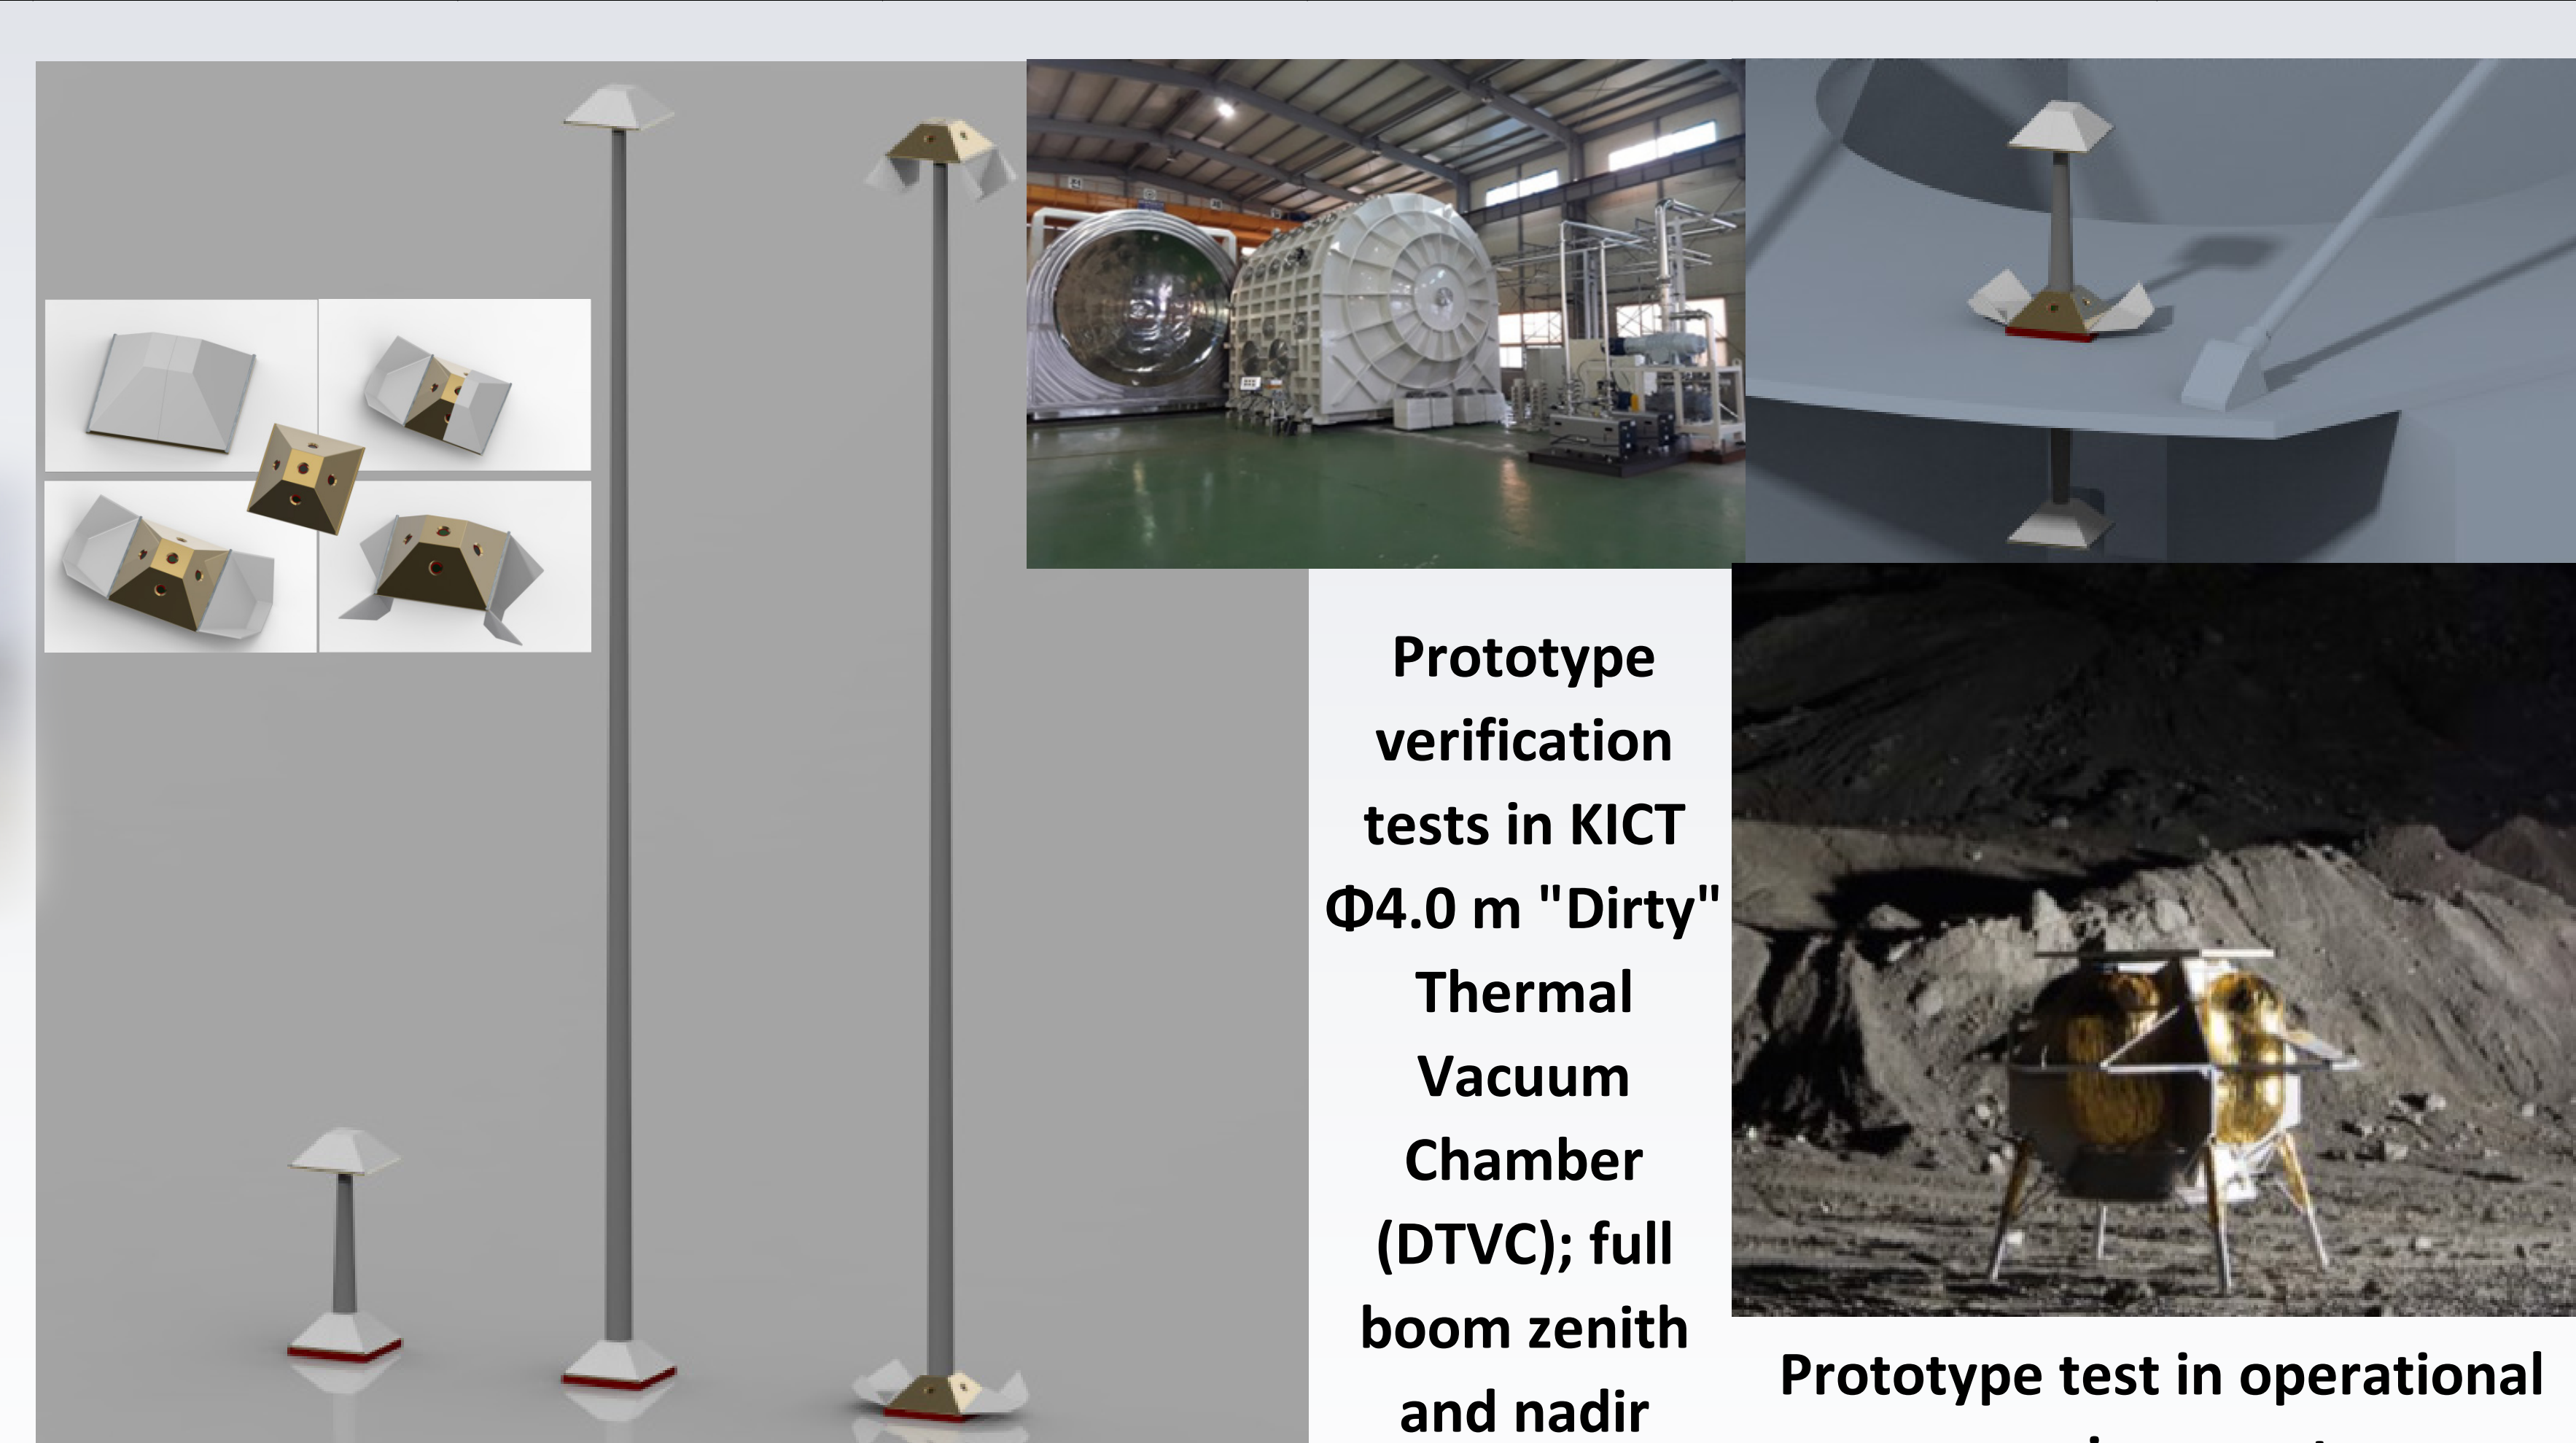 Prototype
verification
tests in KICT
Φ4.0 m "Dirty"
Thermal
Vacuum
Chamber
(DTVC); full
boom zenith
and nadir
Prototype test in operational